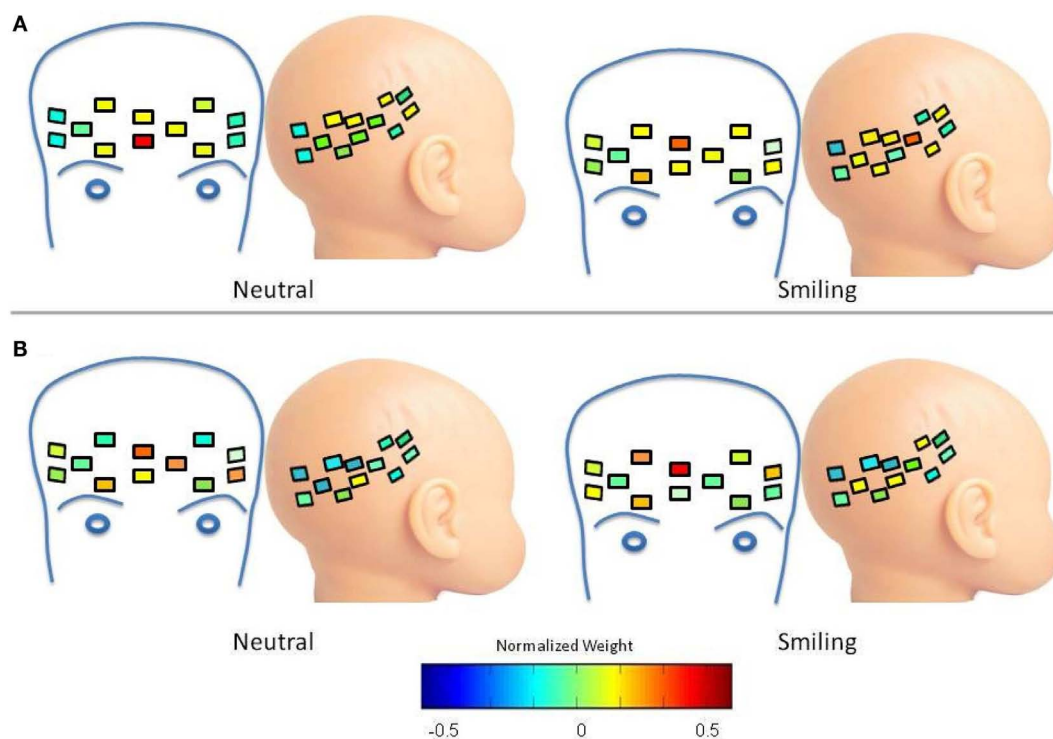 A
Neutral Smiling
B
Neutral Smiling
Normalized Weight
-0.5 0 0.5